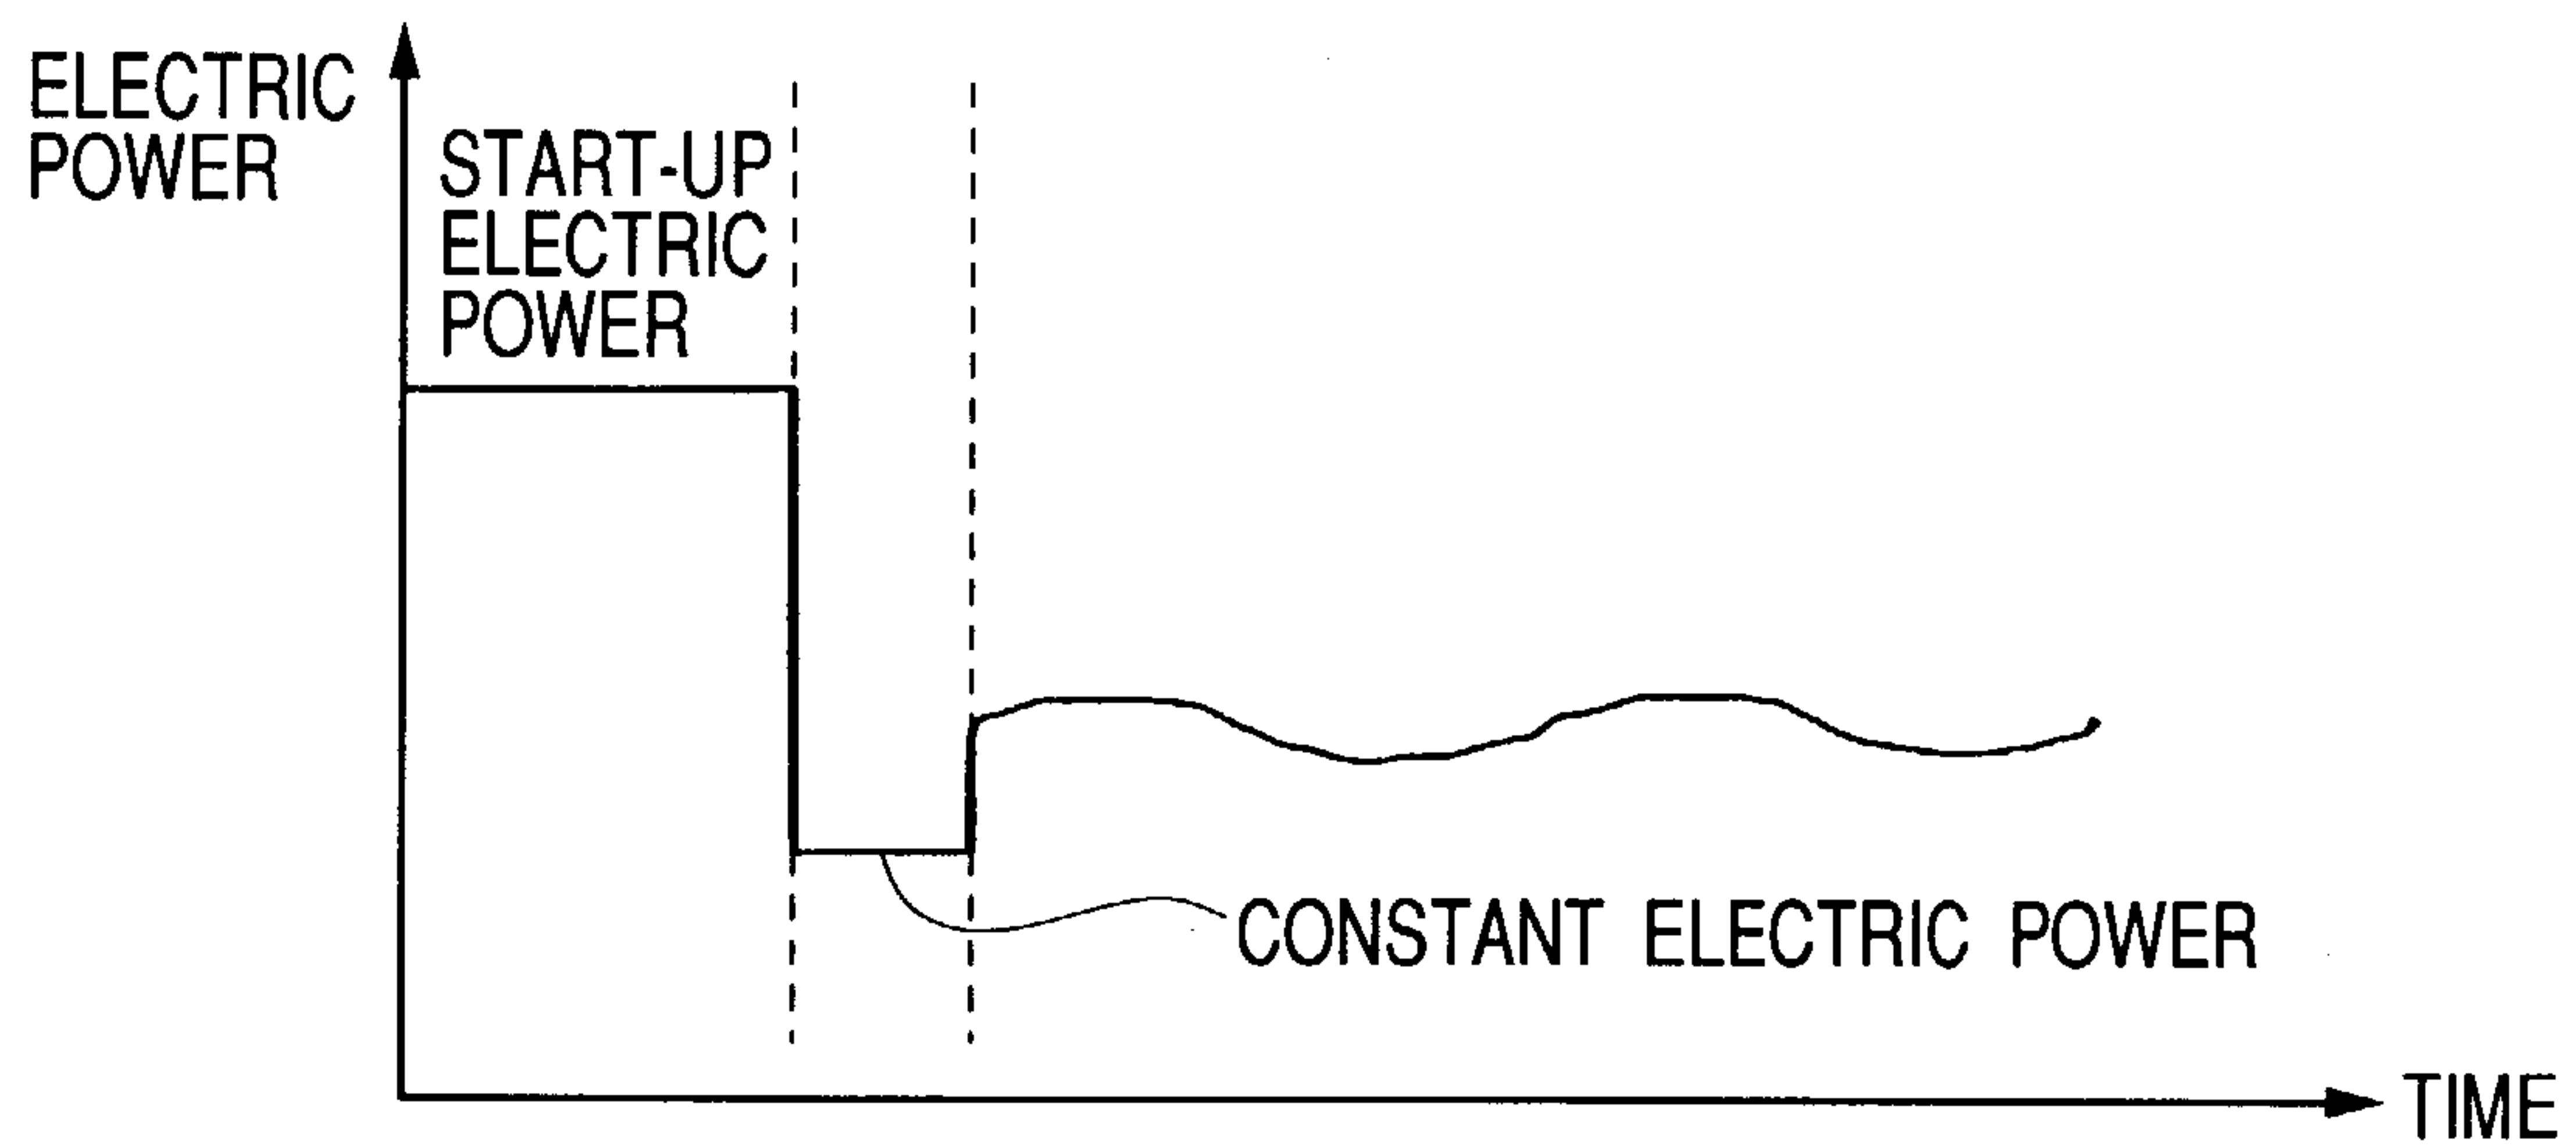 ELECTRIC
POWER
START-UP
ELECTRIC
POWER
CONSTANT ELECTRIC POWER
TIME